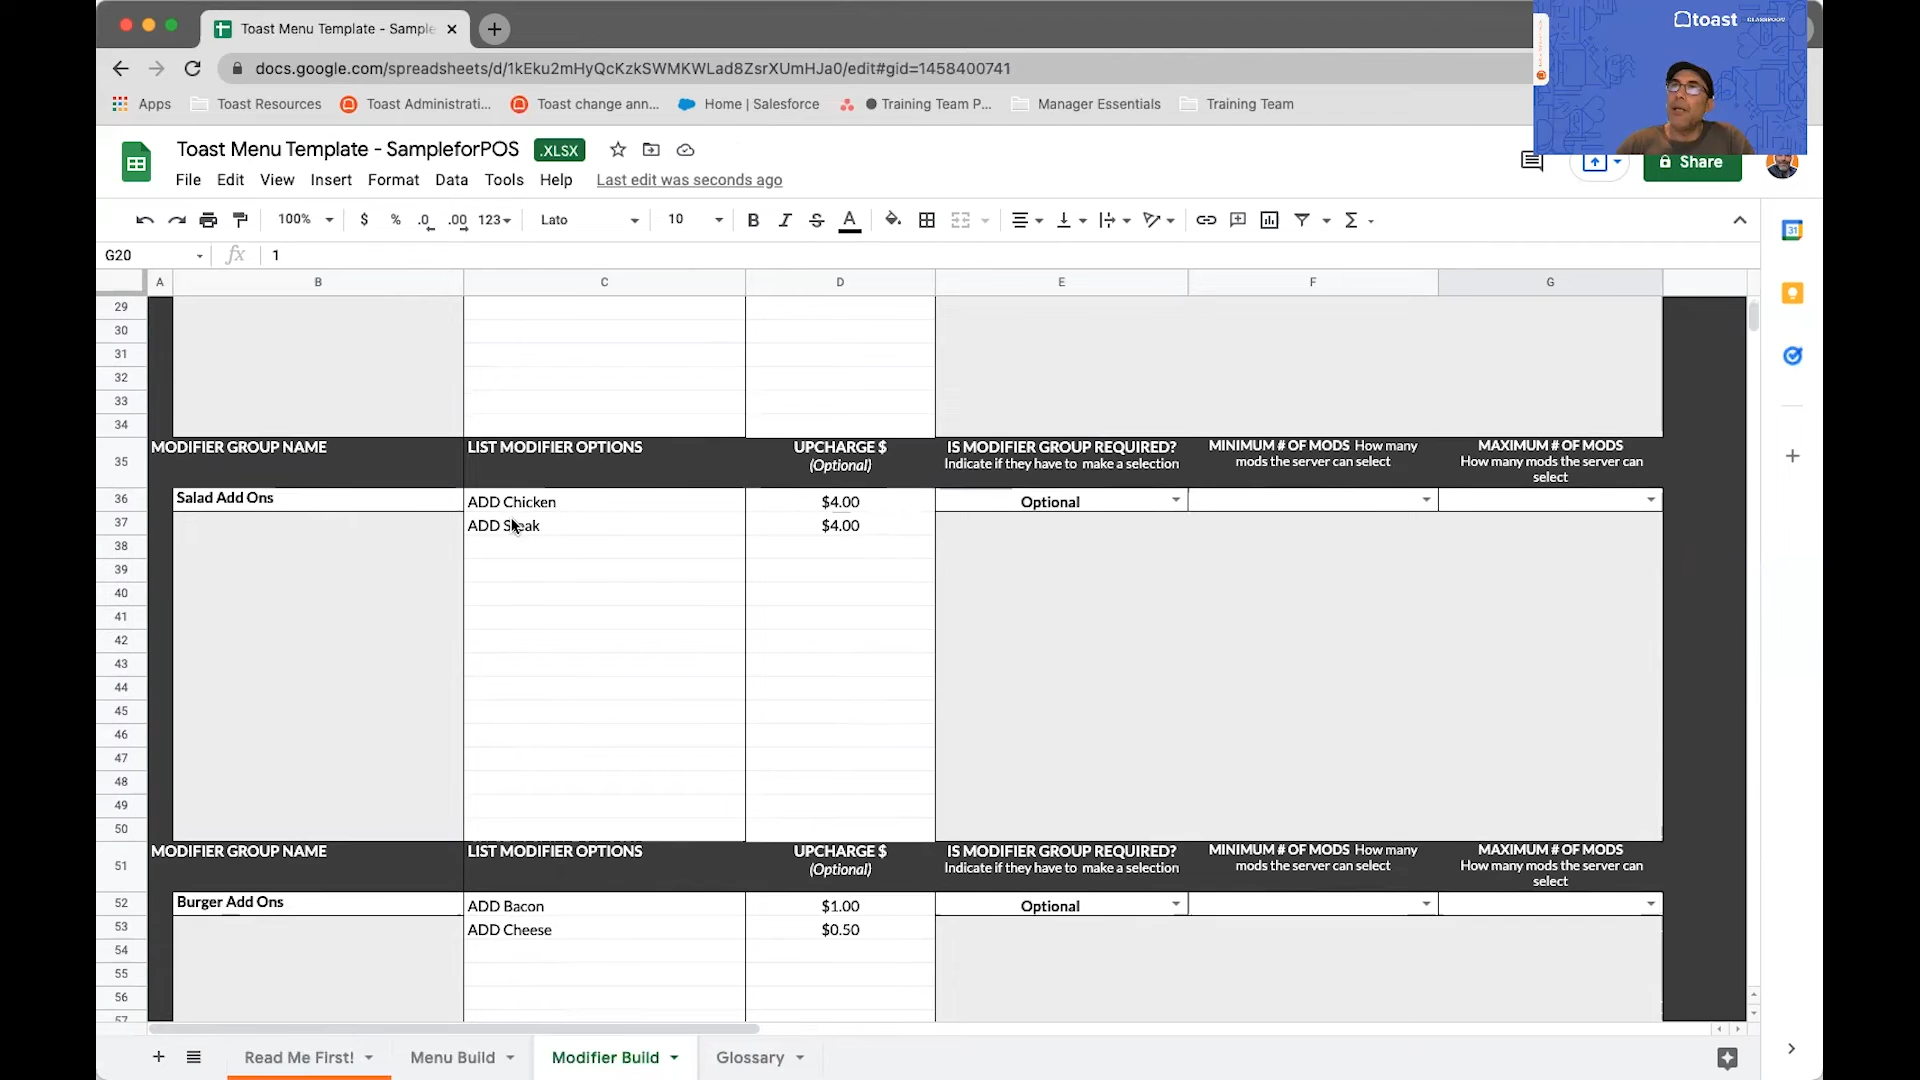 Toast Menu Template - Sample
toast CLASSROOM
docs.google.com/spreadsheets/d/1kEku2mHyQcKzkSWMKWLad8ZsrXUmHJa0/edit#gid=1458400741
Apps Toast Resources Toast Administrati... Toast change ann... Home | Salesforce Training Team P... Manager Essentials Training Team
Toast Menu Template - SampleforPOS .XLSX
Share
File Edit View Insert Format Data Tools Help Last edit was seconds ago
100% $ % .0 .00 123 Lato 10 B I S A Σ
31
G20 fx 1
A B C D E F G
29
30
31
32
33
34
35 MODIFIER GROUP NAME LIST MODIFIER OPTIONS UPCHARGE $ (Optional) IS MODIFIER GROUP REQUIRED? Indicate if they have to make a selection MINIMUM # OF MODS How many mods the server can select MAXIMUM # OF MODS How many mods the server can select
36 Salad Add Ons ADD Chicken $4.00 Optional
37 ADD Steak $4.00
38
39
40
41
42
43
44
45
46
47
48
49
50
51 MODIFIER GROUP NAME LIST MODIFIER OPTIONS UPCHARGE $ (Optional) IS MODIFIER GROUP REQUIRED? Indicate if they have to make a selection MINIMUM # OF MODS How many mods the server can select MAXIMUM # OF MODS How many mods the server can select
52 Burger Add Ons ADD Bacon $1.00 Optional
53 ADD Cheese $0.50
54
55
56
57
Read Me First! Menu Build Modifier Build Glossary